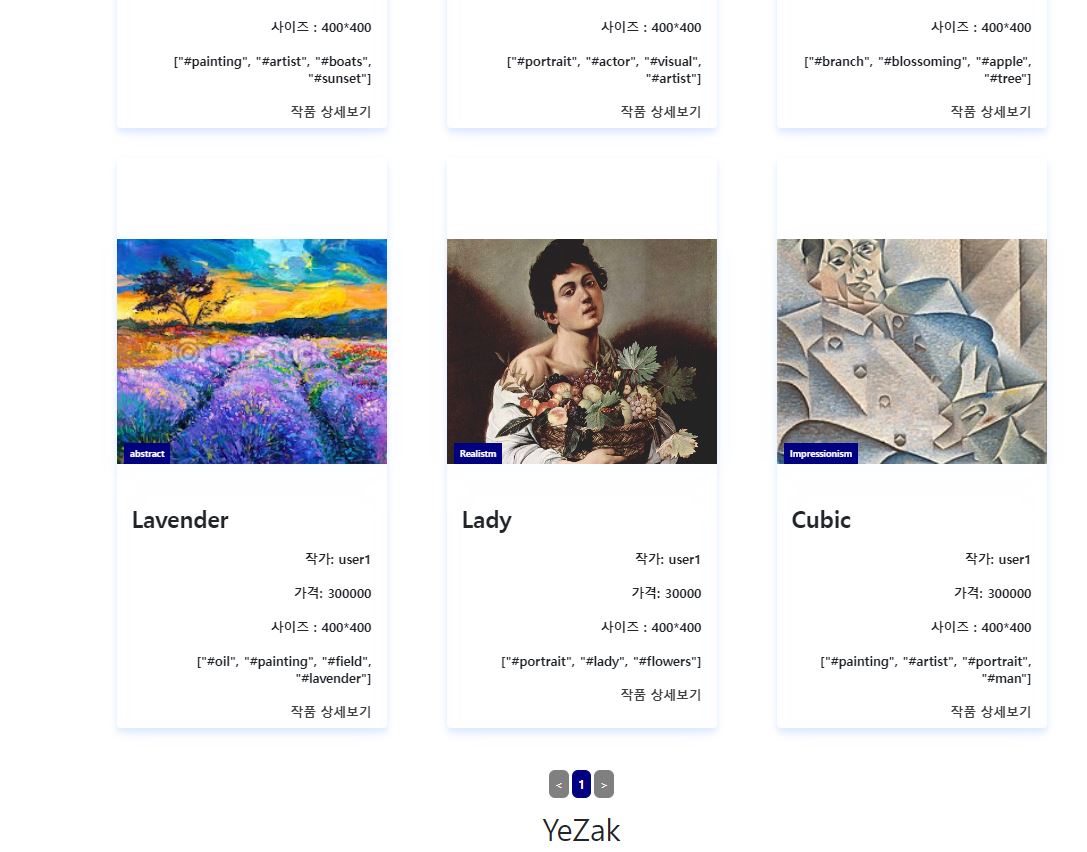 사이즈 : 400*400
["#painting", "#artist", "#boats",
"#sunset"]
작품 상세보기
사이즈 : 400*400
["#portrait", "#actor", "#visual",
"#artist"]
작품 상세보기
사이즈 : 400*400
["#branch", "#blossoming", "#apple",
"#tree"]
작품 상세보기
abstract
Lavender
작가: user1
가격: 300000
사이즈 : 400*400
["#oil", "#painting", "#field",
"#lavender"]
작품 상세보기
Realistm
Lady
작가: user1
가격: 30000
사이즈 : 400*400
["#portrait", "#lady", "#flowers"]
작품 상세보기
Impressionism
Cubic
작가: user1
가격: 300000
사이즈 : 400*400
["#painting", "#artist", "#portrait",
"#man"]
작품 상세보기
< 1 >
YeZak